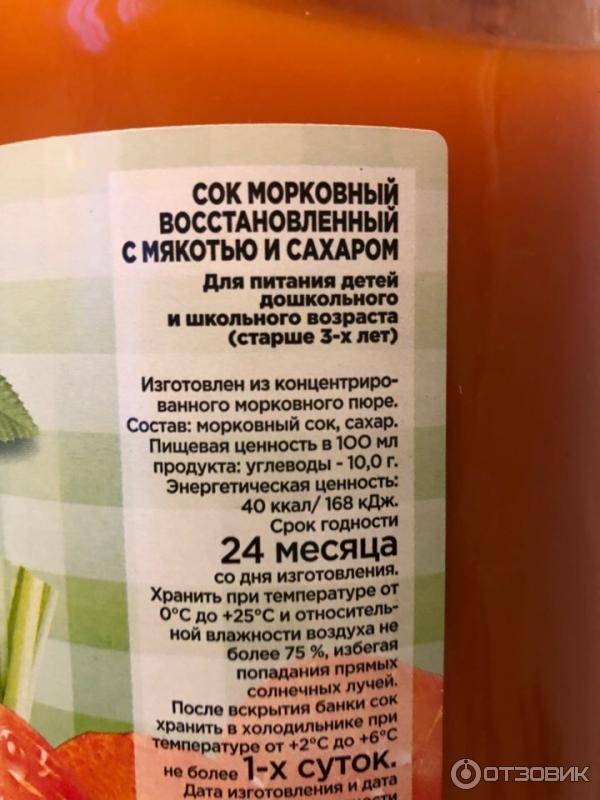 СОК МОРКОВНЫЙ
ВОССТАНОВЛЕННЫЙ
С МЯКОТЬЮ И САХАРОМ
Для питания детей
дошкольного
и школьного возраста
(старше 3-х лет)
Изготовлен из концентриро-
ванного морковного пюре.
Состав: морковный сок, сахар.
Пищевая ценность в 100 мл
продукта: углеводы - 10,0 г.
Энергетическая ценность:
40 ккал/ 168 кДж.
Срок годности
24 месяца
со дня изготовления.
Хранить при температуре от
0°С до +25°С и относитель-
ной влажности воздуха не
более 75 %, избегая
попадания прямых
солнечных лучей.
После вскрытия банки сок
хранить в холодильнике при
температуре от +2°С до +6°С
не более 1-х суток.
Дата изготовления и дата
ОТЗОВИК